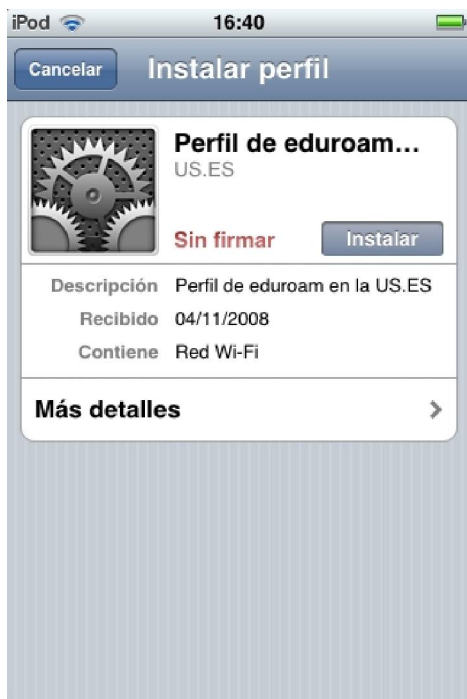 iPod 16:40
Cancelar Instalar perfil
Perfil de eduroam...
US.ES
Sin firmar Instalar
Descripción Perfil de eduroam en la US.ES
Recibido 04/11/2008
Contiene Red Wi-Fi
Más detalles